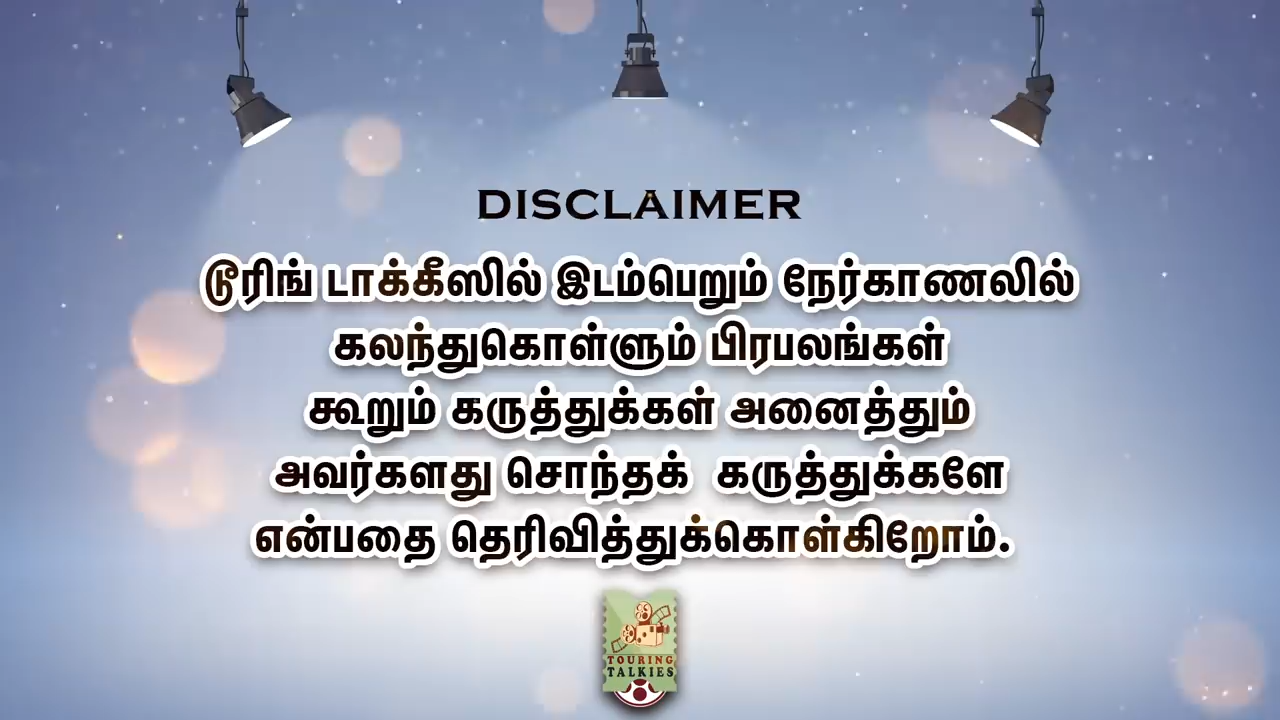 DISCLAIMER
டூரிங் டாக்கீஸில் இடம்பெறும் நேர்காணலில்
கலந்துகொள்ளும் பிரபலங்கள்
கூறும் கருத்துக்கள் அனைத்தும்
அவர்களது சொந்தக் கருத்துக்களே
என்பதை தெரிவித்துக்கொள்கிறோம்.
TOURING
TALKIES